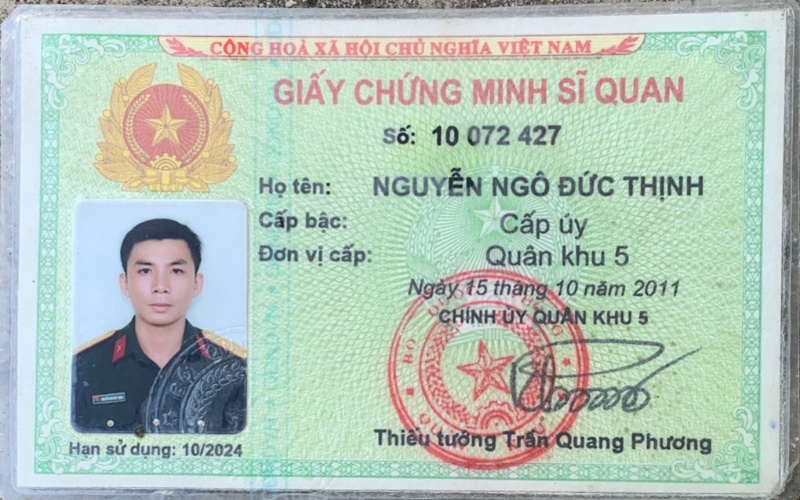 CỘNG HOÀ XÃ HỘI CHỦ NGHĨA VIỆT NAM
GIẤY CHỨNG MINH SĨ QUAN
Số: 10 072 427
Họ tên: NGUYỄN NGÔ ĐỨC THỊNH
Cấp bậc: Cấp úy
Đơn vị cấp: Quân khu 5
Ngày 15 tháng 10 năm 2011
CHÍNH ỦY QUÂN KHU 5
Thiếu tướng Trần Quang Phương
Hạn sử dụng: 10/2024